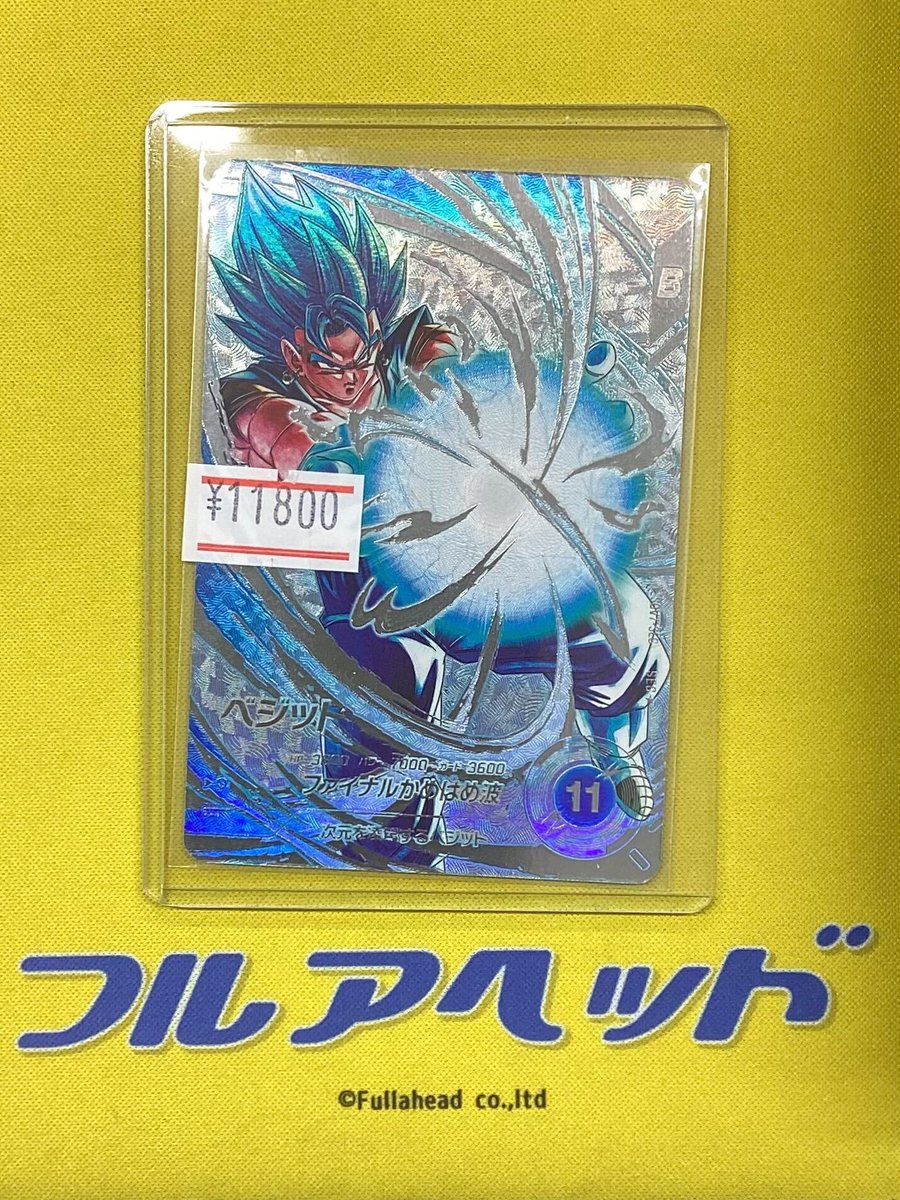 B
¥11800
ベジット
ファイナルかめはめ波
11
フルアヘッド
©Fullahead co.,ltd